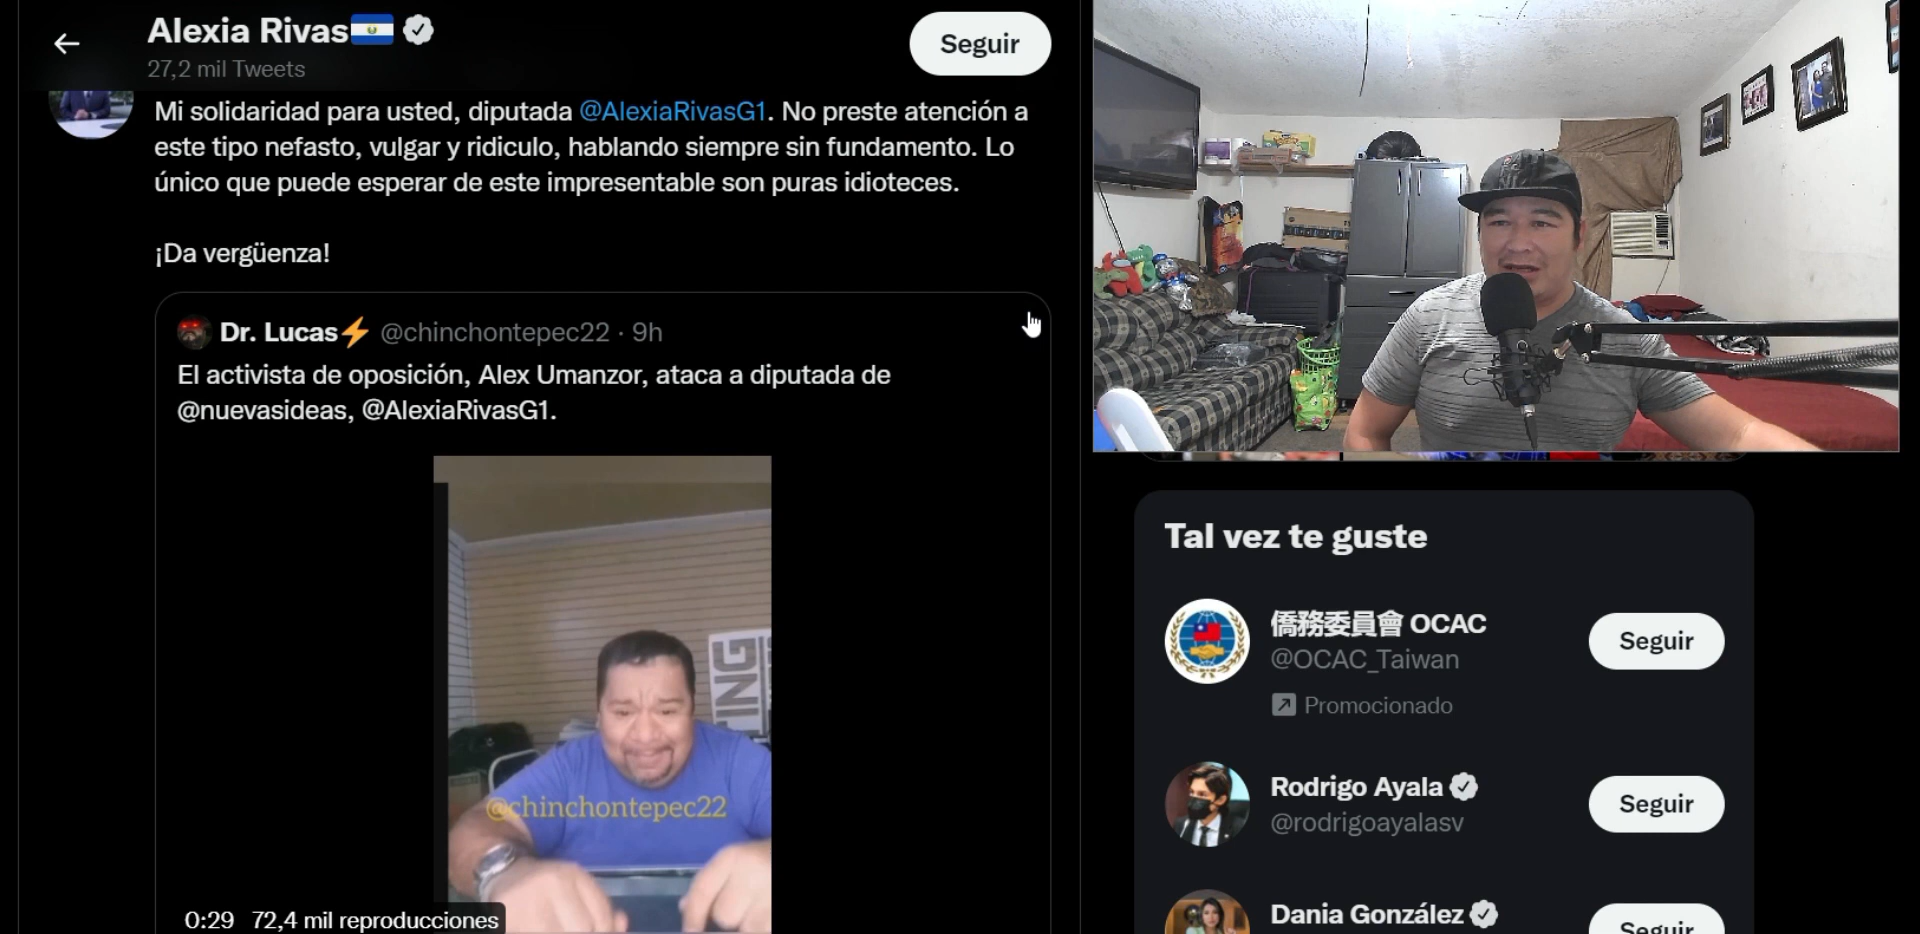 Alexia Rivas
27,2 mil Tweets
Seguir
Mi solidaridad para usted, diputada @AlexiaRivasG1. No preste atención a
este tipo nefasto, vulgar y ridiculo, hablando siempre sin fundamento. Lo
único que puede esperar de este impresentable son puras idioteces.
¡Da vergüenza!
Dr. Lucas⚡ @chinchontepec22 · 9h
El activista de oposición, Alex Umanzor, ataca a diputada de
@nuevasideas, @AlexiaRivasG1.
TING
@chinchontepec22
0:29 72,4 mil reproducciones
Tal vez te guste
僑務委員會 OCAC
@OCAC_Taiwan
Seguir
Promocionado
Rodrigo Ayala
@rodrigoayalasv
Seguir
Dania González
Seguir